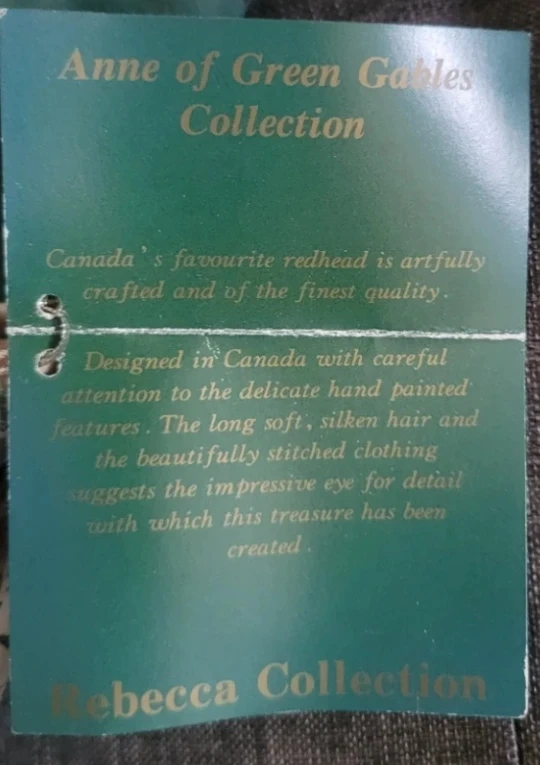 Anne of Green Gables
Collection
Canada's favourite redhead is artfully
crafted and of the finest quality.
Designed in Canada with careful
attention to the delicate hand painted
features. The long soft, silken hair and
the beautifully stitched clothing
suggests the impressive eye for detail
with which this treasure has been
created.
Rebecca Collection